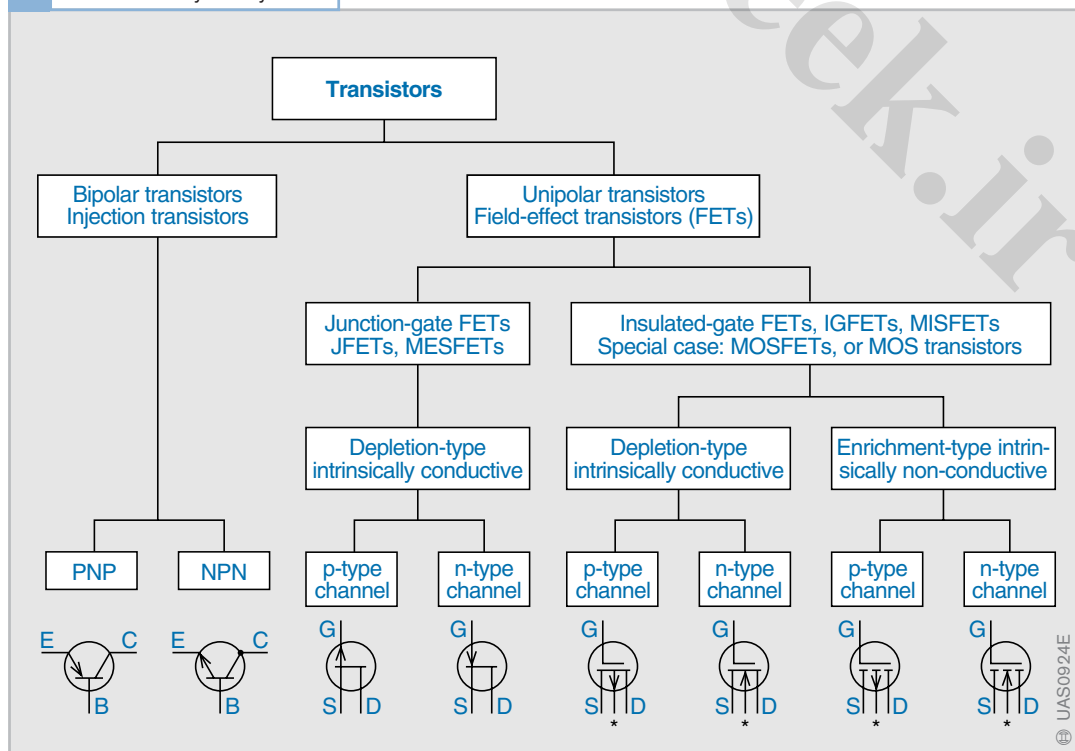 Transistors
Bipolar transistors
Injection transistors
Unipolar transistors
Field-effect transistors (FETs)
Junction-gate FETs
JFETs, MESFETs
Insulated-gate FETs, IGFETs, MISFETs
Special case: MOSFETs, or MOS transistors
Depletion-type
intrinsically conductive
Depletion-type
intrinsically conductive
Enrichment-type intrin-
sically non-conductive
PNP
NPN
p-type
channel
n-type
channel
p-type
channel
n-type
channel
p-type
channel
n-type
channel
E C
B
E C
B
G
S D
G
S D
G
S D
*
G
S D
*
G
S D
*
G
S D
*
UAS0924E
eek.ir